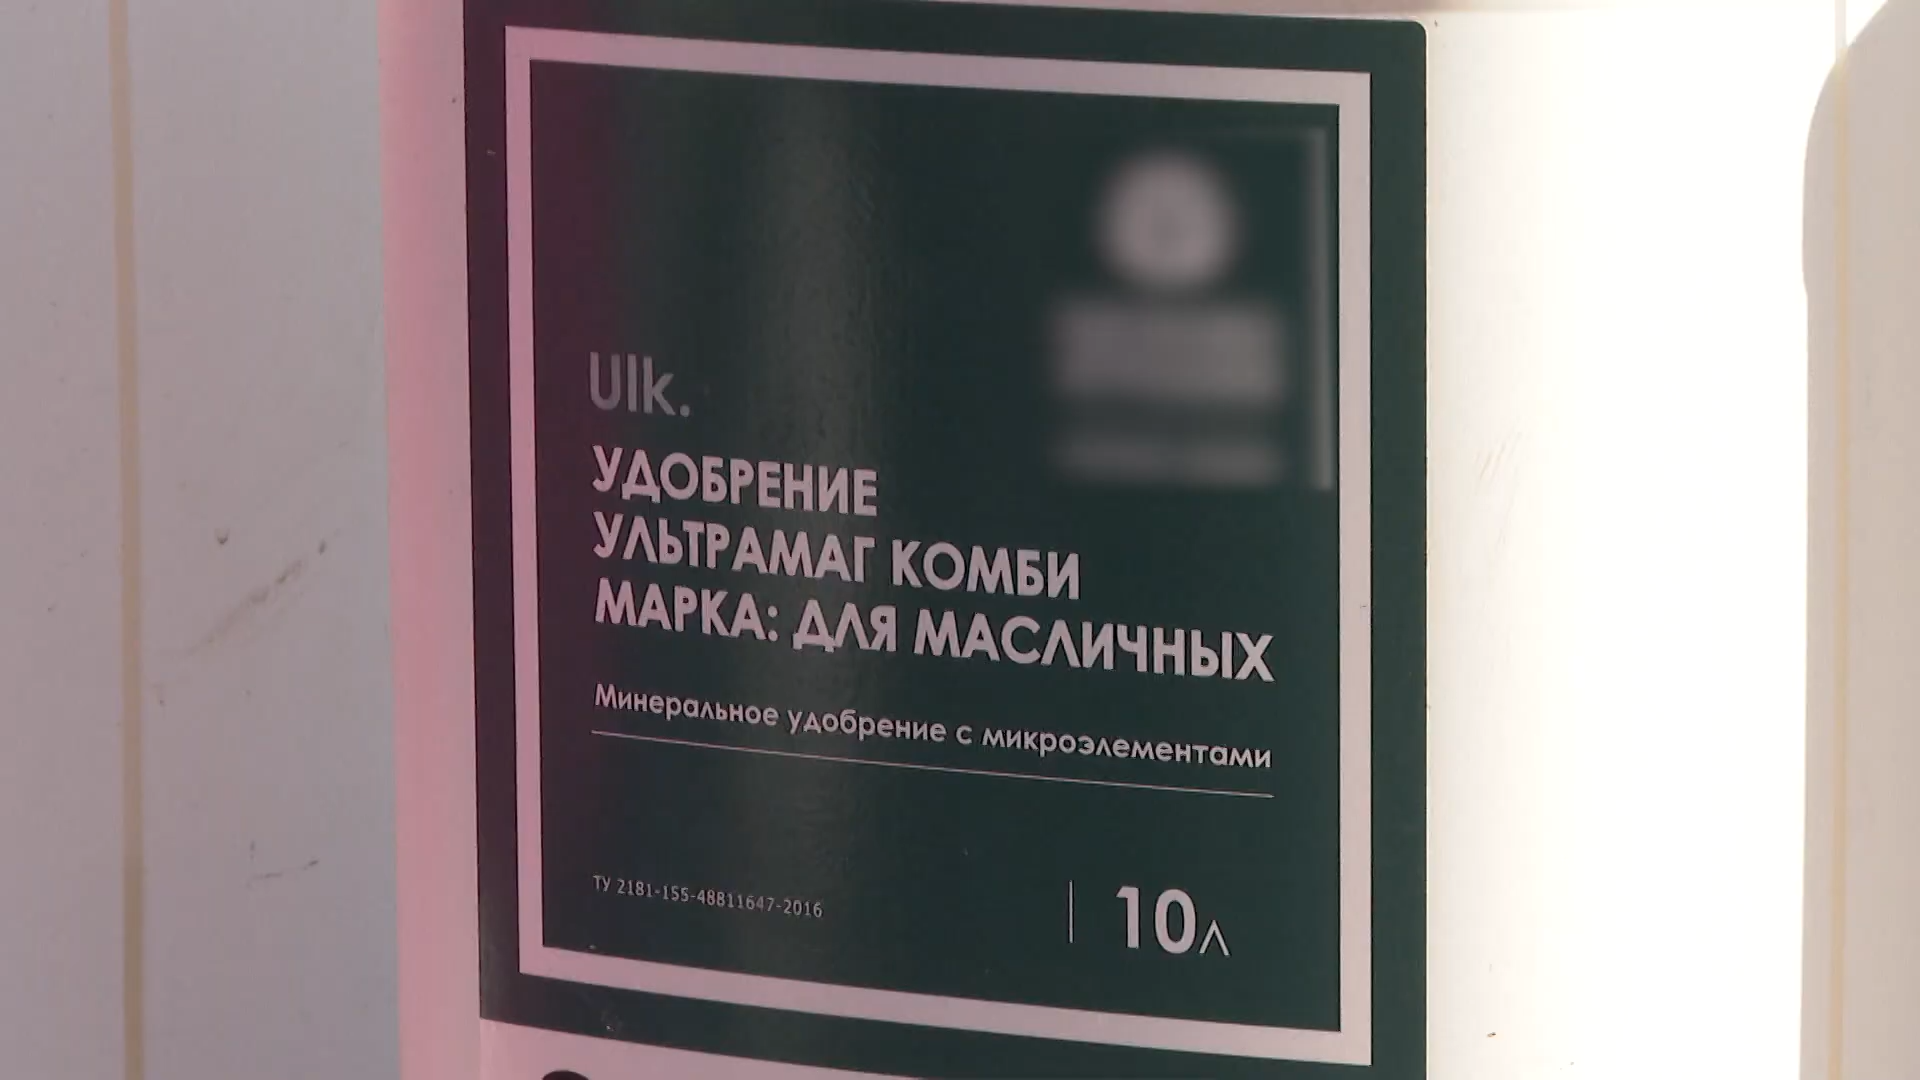 Ulk.
УДОБРЕНИЕ
УЛЬТРАМАГ КОМБИ
МАРКА: ДЛЯ МАСЛИЧНЫХ
Минеральное удобрение с микроэлементами
ТУ 2181-155-48811647-2016
10л